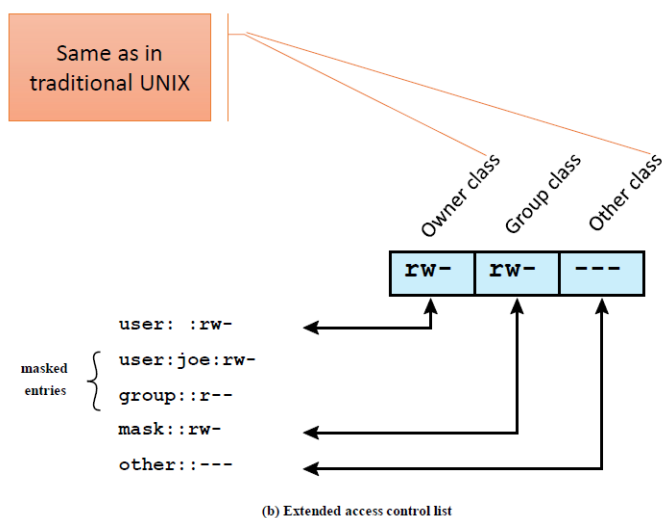 Same as in
traditional UNIX
Owner class
Group class
Other class
rw-
rw-
---
user: :rw-
masked
entries
user:joe:rw-
group::r--
mask::rw-
other::---
(b) Extended access control list